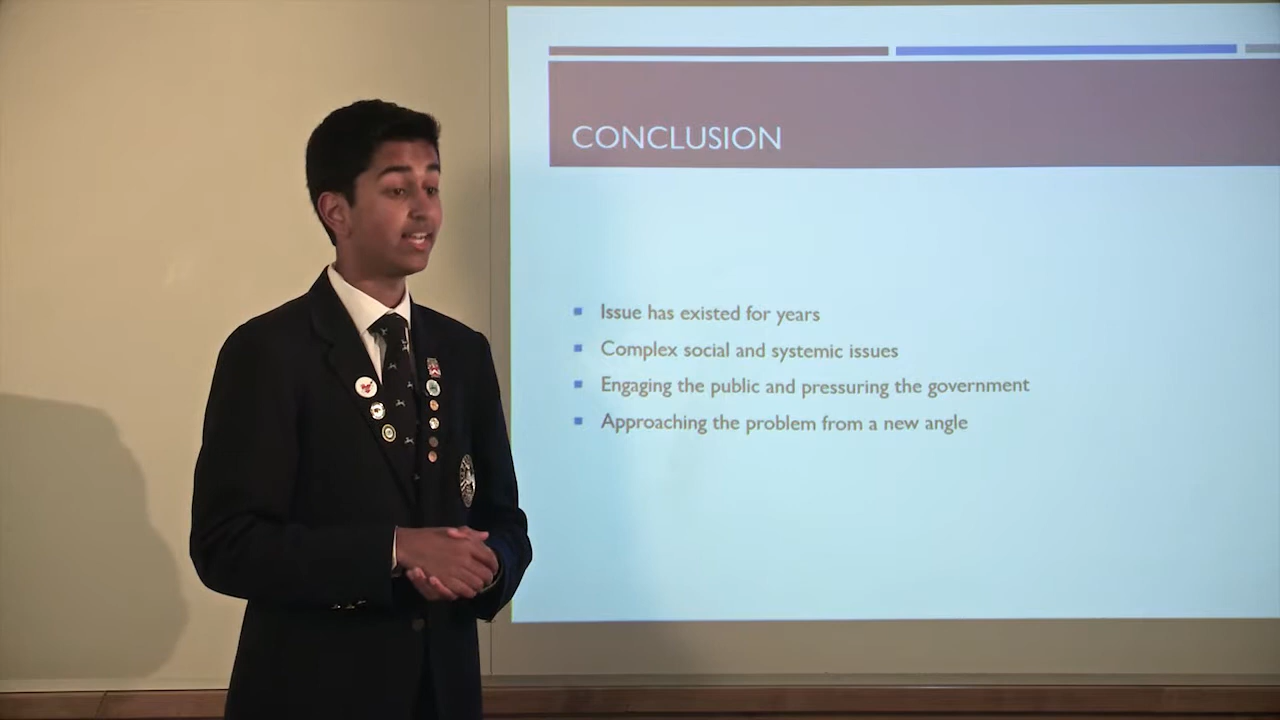 CONCLUSION
Issue has existed for years
Complex social and systemic issues
Engaging the public and pressuring the government
Approaching the problem from a new angle